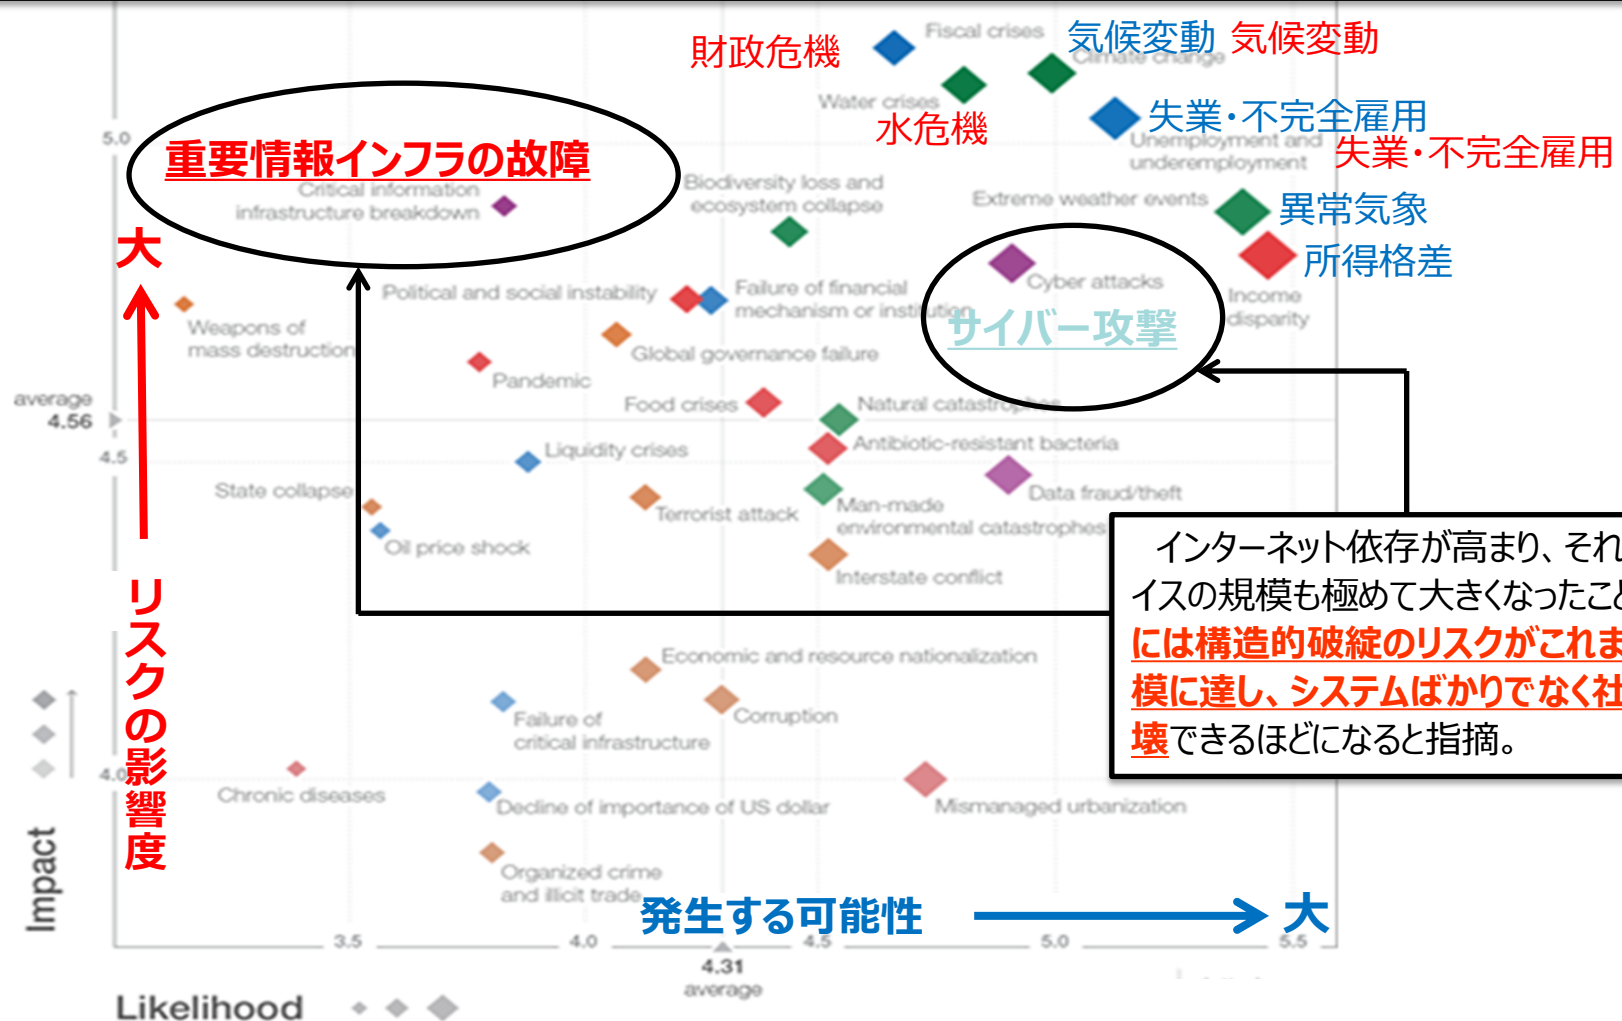 Fiscal crises
財政危機
気候変動 気候変動
Climate change
Water crises
水危機
失業・不完全雇用
Unemployment and
underemployment
失業・不完全雇用
5.0
重要情報インフラの故障
Critical information
infrastructure breakdown
Biodiversity loss and
ecosystem collapse
Extreme weather events
異常気象
所得格差
大
Cyber attacks
サイバー攻撃
Income
disparity
Political and social instability
Failure of financial
mechanism or institution
Weapons of
mass destruction
Global governance failure
Pandemic
average
4.56
Food crises
Natural catastrophes
4.5
Liquidity crises
Antibiotic-resistant bacteria
State collapse
Terrorist attack
Man-made
environmental catastrophes
Data fraud/theft
Oil price shock
Interstate conflict
インターネット依存が高まり、それ
イスの規模も極めて大きくなったこと
には構造的破綻のリスクがこれま
模に達し、システムばかりでなく社
壊できるほどになると指摘。
リスクの影響度
Economic and resource nationalization
Failure of
critical infrastructure
Corruption
4.0
Chronic diseases
Decline of importance of US dollar
Mismanaged urbanization
Organized crime
and illicit trade
Impact
発生する可能性
大
3.5
4.0
4.5
5.0
5.5
4.31
average
Likelihood